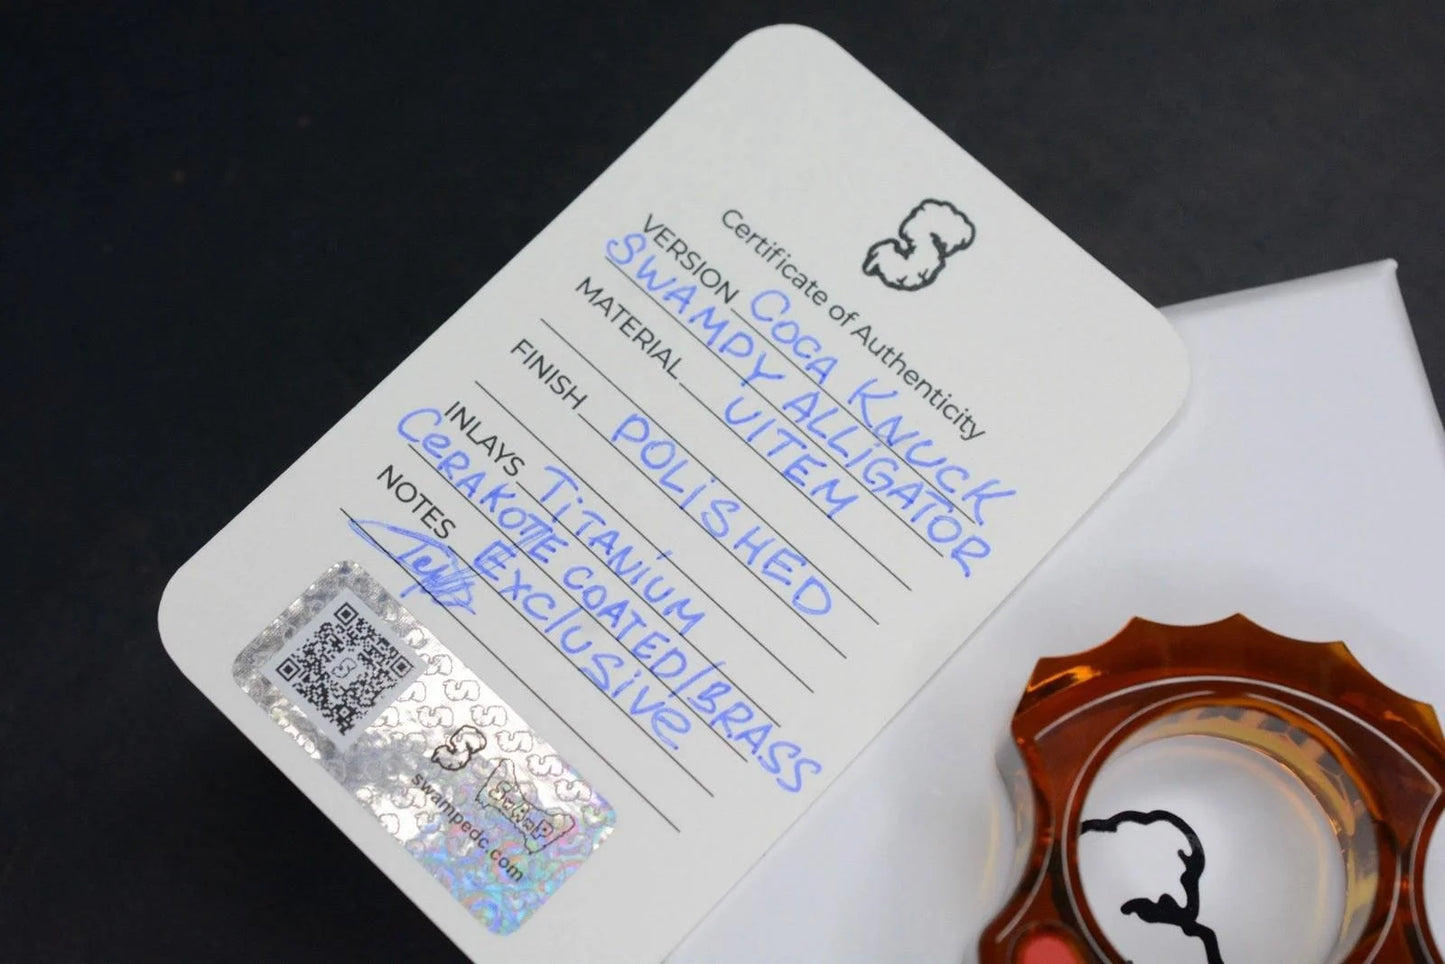 Certificate of Authenticity
VERSION COCA KNUCK
SWAMPY ALLIGATOR
MATERIAL UlTEM
FINISH POLiSHED
INLAYS TiTANiUM
CeRAKOTE COATED/BRASS
NOTES ExclUSiVe
S
SWAMP
swampedc.com